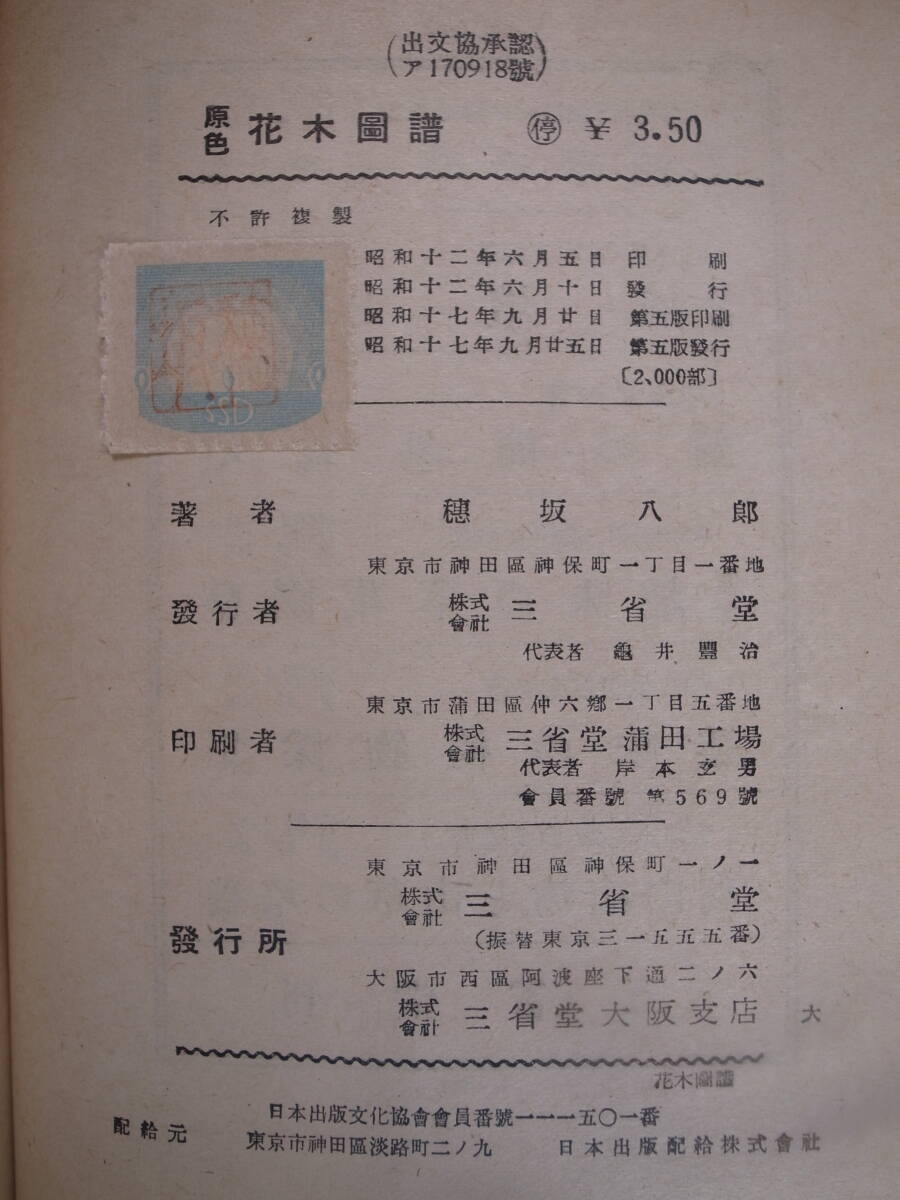 (出文協承認
ア170918號)
原色 花木圖譜 ㊡ ¥ 3.50
不許複製
昭和十二年六月五日 印刷
昭和十二年六月十日 發行
昭和十七年九月廿日 第五版印刷
昭和十七年九月廿五日 第五版發行
〔2,000部〕
SSD
著者 穗坂八郎
東京市神田區神保町一丁目一番地
發行者 株式會社 三省堂
代表者 龜井豐治
東京市蒲田區仲六鄕一丁目五番地
印刷者 株式會社 三省堂蒲田工場
代表者 岸本玄男
會員番號 第569號
東京市神田區神保町一ノ一
株式會社 三省堂
發行所 (振替東京三一五五五番)
大阪市西區阿波座下通二ノ六
株式會社 三省堂大阪支店 大
花木圖譜
日本出版文化協會會員番號一一一五〇一番
配給元 東京市神田區淡路町二ノ九 日本出版配給株式會社